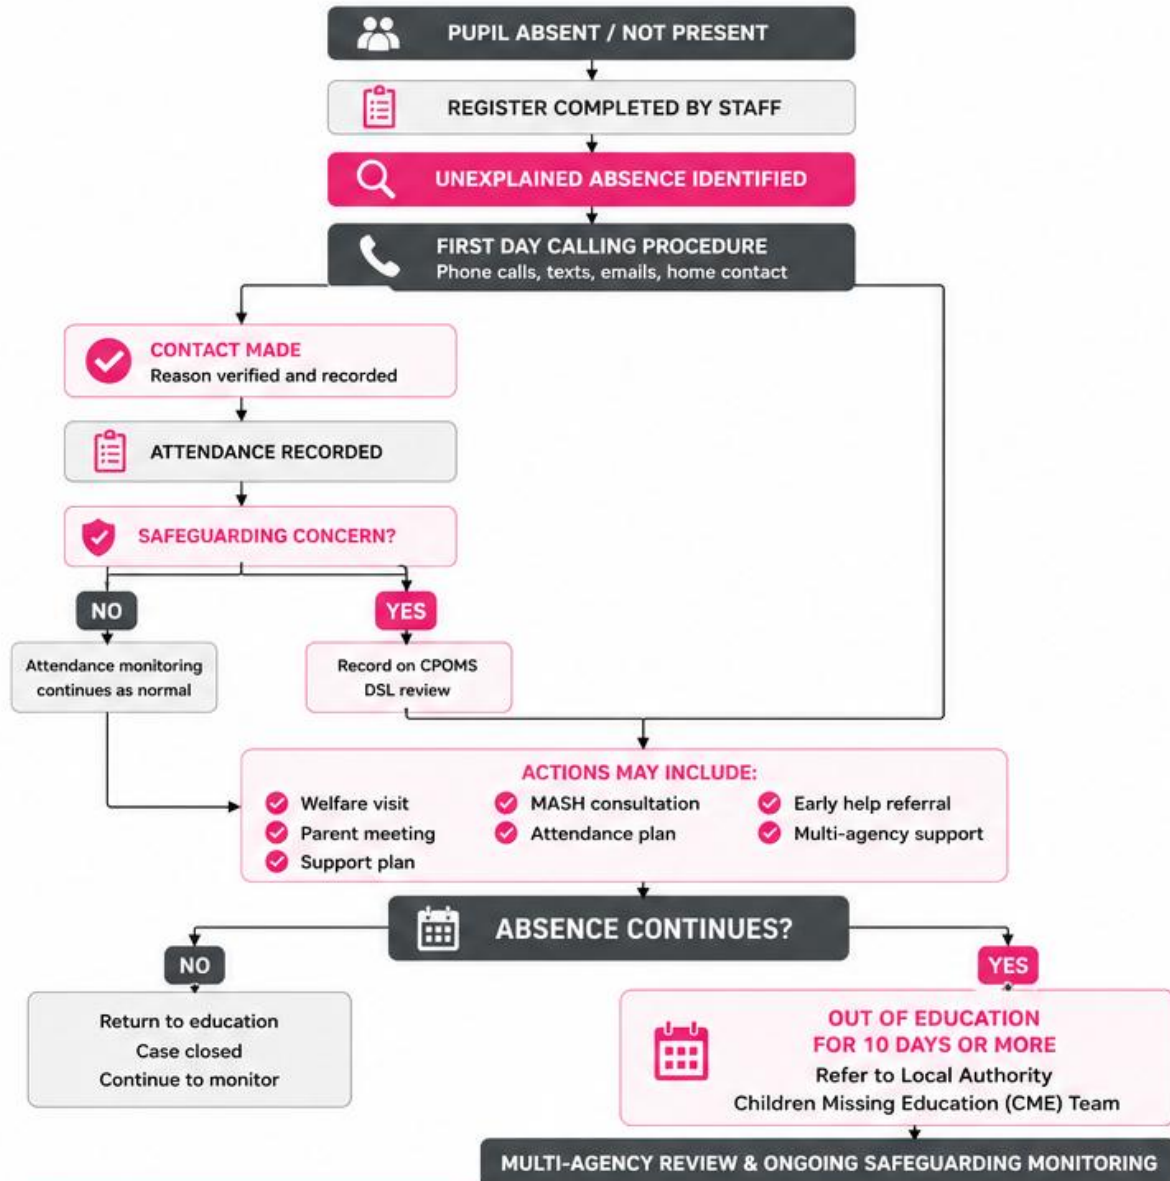 PUPIL ABSENT / NOT PRESENT
REGISTER COMPLETED BY STAFF
UNEXPLAINED ABSENCE IDENTIFIED
FIRST DAY CALLING PROCEDURE
Phone calls, texts, emails, home contact
CONTACT MADE
Reason verified and recorded
ATTENDANCE RECORDED
SAFEGUARDING CONCERN?
NO
YES
Attendance monitoring
continues as normal
Record on CPOMS
DSL review
ACTIONS MAY INCLUDE:
Welfare visit
Parent meeting
Support plan
MASH consultation
Attendance plan
Early help referral
Multi-agency support
ABSENCE CONTINUES?
NO
YES
Return to education
Case closed
Continue to monitor
OUT OF EDUCATION
FOR 10 DAYS OR MORE
Refer to Local Authority
Children Missing Education (CME) Team
MULTI-AGENCY REVIEW & ONGOING SAFEGUARDING MONITORING